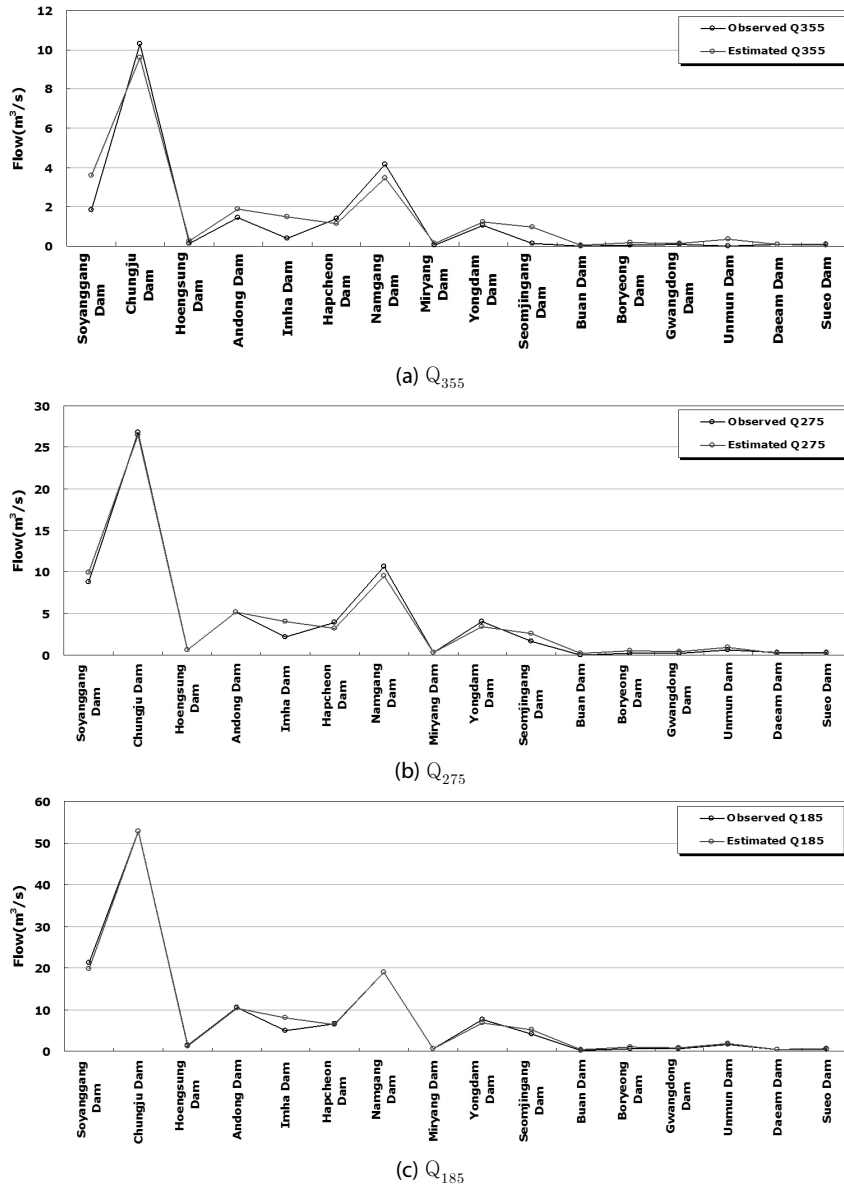 12
10
8
6
4
2
0
Flow(m³/s)
Observed Q355
Estimated Q355
Soyanggang
Dam
Chungju
Dam
Hoengsung
Dam
Andong Dam
Imha Dam
Hapcheon
Dam
Namgang
Dam
Miryang
Dam
Yongdam
Dam
Seomjingang
Dam
Buan Dam
Boryeong
Dam
Gwangdong
Dam
Unmun Dam
Daeam Dam
Sueo Dam
(a) Q₃₅₅
30
25
20
15
10
5
0
Flow(m³/s)
Observed Q275
Estimated Q275
Soyanggang
Dam
Chungju Dam
Hoengsung
Dam
Andong Dam
Imha Dam
Hapcheon
Dam
Namgang
Dam
Miryang Dam
Yongdam
Dam
Seomjingang
Dam
Buan Dam
Boryeong
Dam
Gwangdong
Dam
Unmun Dam
Daeam Dam
Sueo Dam
(b) Q₂₇₅
60
50
40
30
20
10
0
Flow(m³/s)
Observed Q185
Estimated Q185
Soyanggang
Dam
Chungju Dam
Hoengsung
Dam
Andong Dam
Imha Dam
Hapcheon
Dam
Namgang
Dam
Miryang Dam
Yongdam
Dam
Seomjingang
Dam
Buan Dam
Boryeong
Dam
Gwangdong
Dam
Unmun Dam
Daeam Dam
Sueo Dam
(c) Q₁₈₅